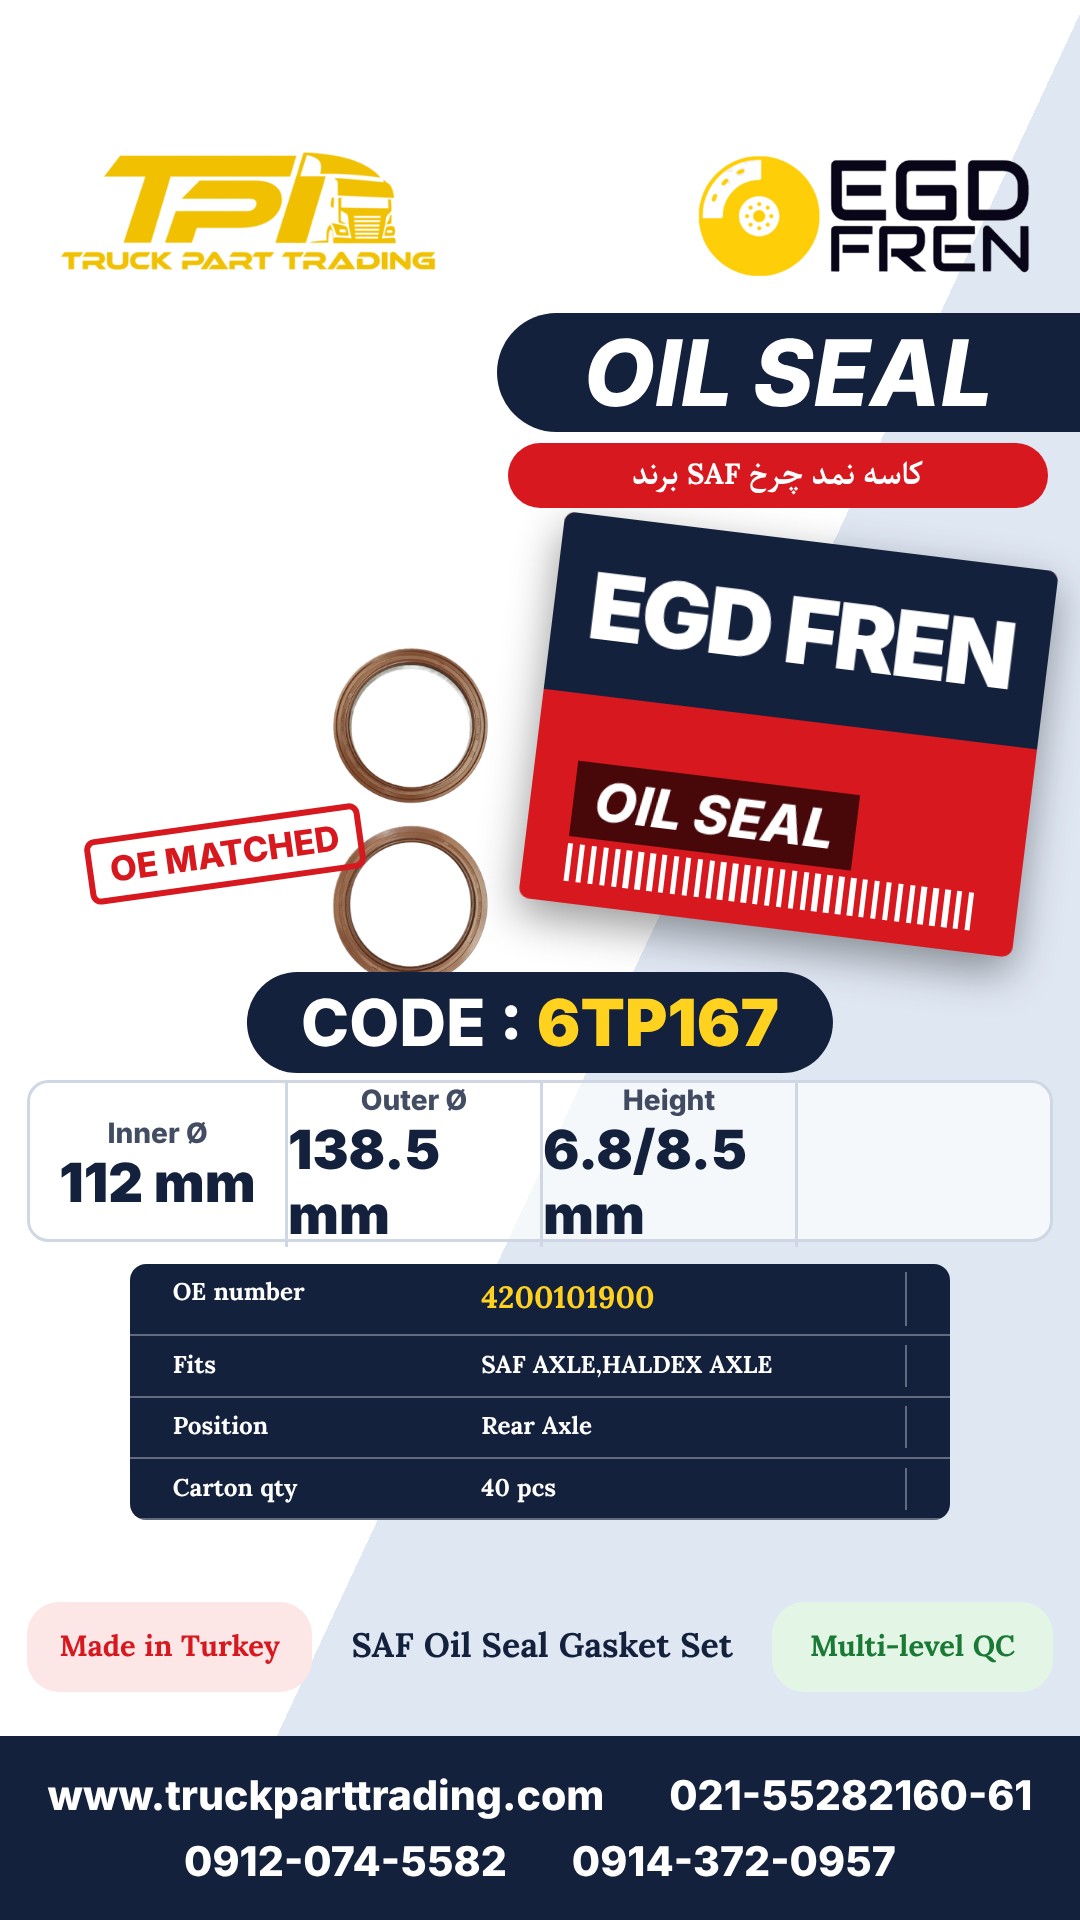 TPT
TRUCK PART TRADING
EGD
FREN
OIL SEAL
کاسه نمد چرخ SAF برند
EGD FREN
OIL SEAL
OE MATCHED
CODE : 6TP167
Inner Ø
112 mm
Outer Ø
138.5
mm
Height
6.8/8.5
mm
OE number 4200101900
Fits SAF AXLE,HALDEX AXLE
Position Rear Axle
Carton qty 40 pcs
Made in Turkey
SAF Oil Seal Gasket Set
Multi-level QC
www.truckparttrading.com 021-55282160-61
0912-074-5582 0914-372-0957